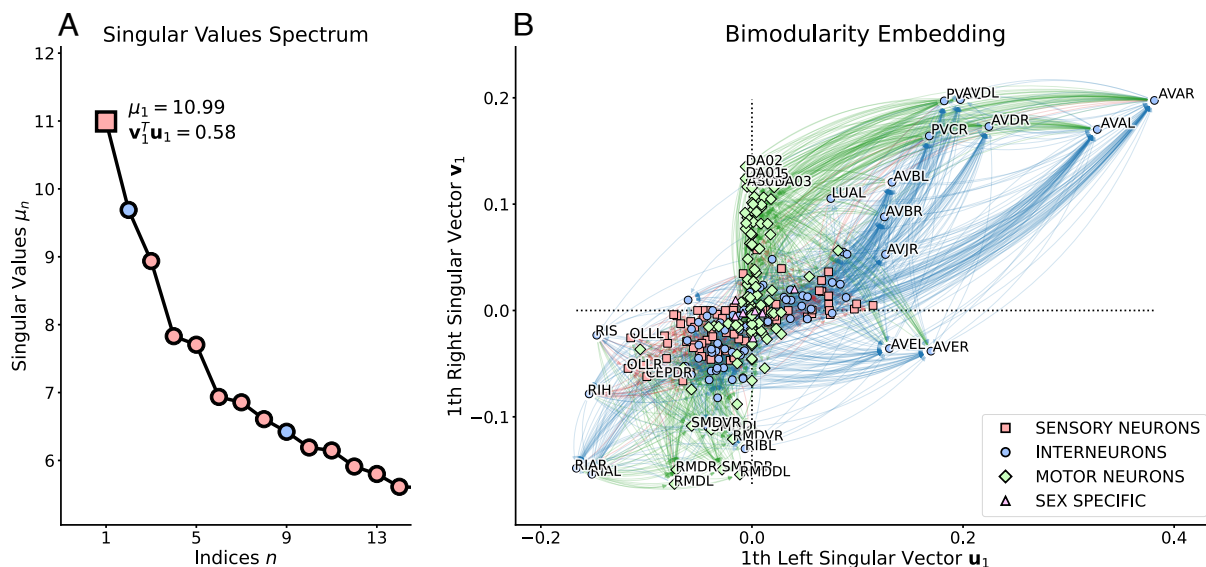 A
Singular Values Spectrum
12
11
10
9
8
7
6
1
5
9
13
Singular Values μn
Indices n
μ1 = 10.99
v1ᵀu1 = 0.58
B
Bimodularity Embedding
0.2
0.1
0.0
−0.1
−0.2
0.0
0.2
0.4
1th Right Singular Vector v1
1th Left Singular Vector u1
AVDL
AVAR
AVDR
AVAL
PVCR
DA02
DA01
DA03
AVBL
LUAL
AVBR
AVJR
RIS
OLLL
OLLR
CEPDR
AVEL
AVER
RIH
SMDVR
RMDVR
RIBL
RIAR
RIAL
RMDR
RMDDL
RMDL
SENSORY NEURONS
INTERNEURONS
MOTOR NEURONS
SEX SPECIFIC